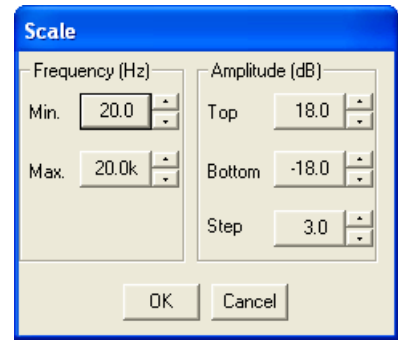 Scale
Frequency (Hz) Amplitude (dB)
Min. 20.0 Top 18.0
Max. 20.0k Bottom -18.0
Step 3.0
OK Cancel